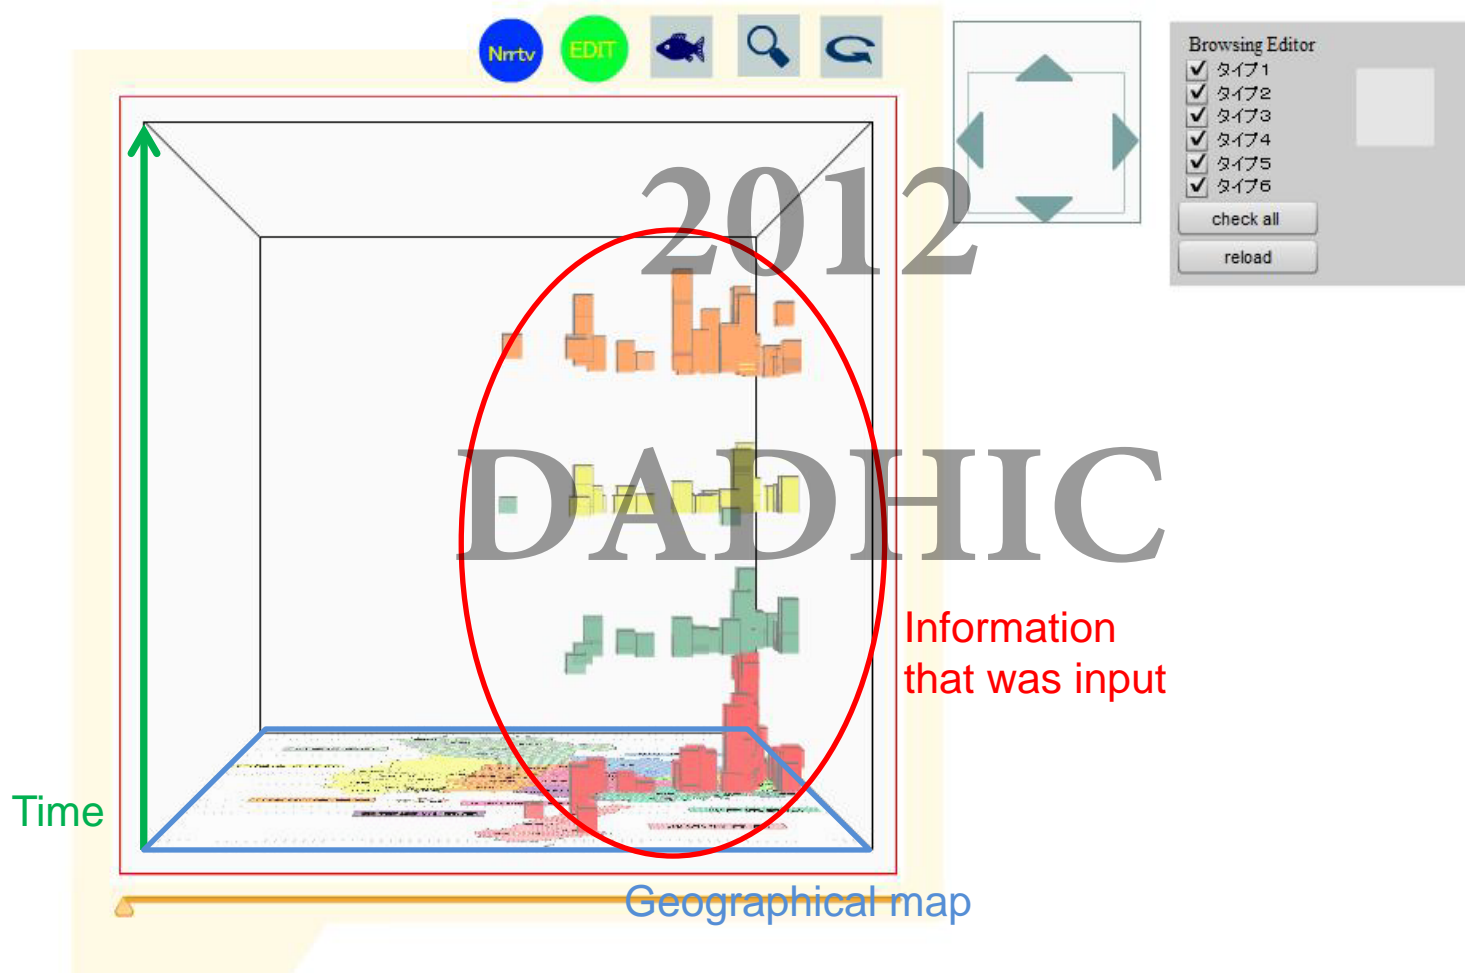 Nrrtv
EDIT
Browsing Editor
タイプ1
タイプ2
タイプ3
タイプ4
タイプ5
タイプ6
check all
reload
2012
DADHIC
Information
that was input
Time
Geographical map